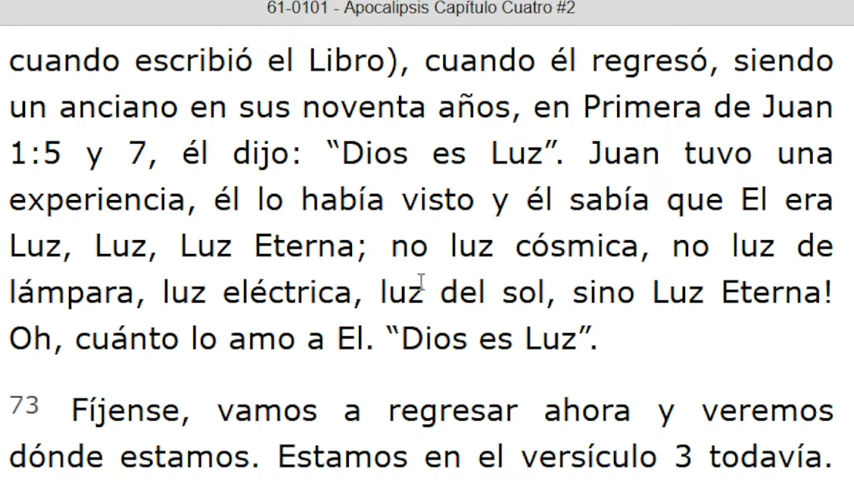 61-0101 - Apocalipsis Capítulo Cuatro #2
cuando escribió el Libro), cuando él regresó, siendo
un anciano en sus noventa años, en Primera de Juan
1:5 y 7, él dijo: “Dios es Luz”. Juan tuvo una
experiencia, él lo había visto y él sabía que El era
Luz, Luz, Luz Eterna; no luz cósmica, no luz de
lámpara, luz eléctrica, luz del sol, sino Luz Eterna!
Oh, cuánto lo amo a El. “Dios es Luz”.
73 Fíjense, vamos a regresar ahora y veremos
dónde estamos. Estamos en el versículo 3 todavía.